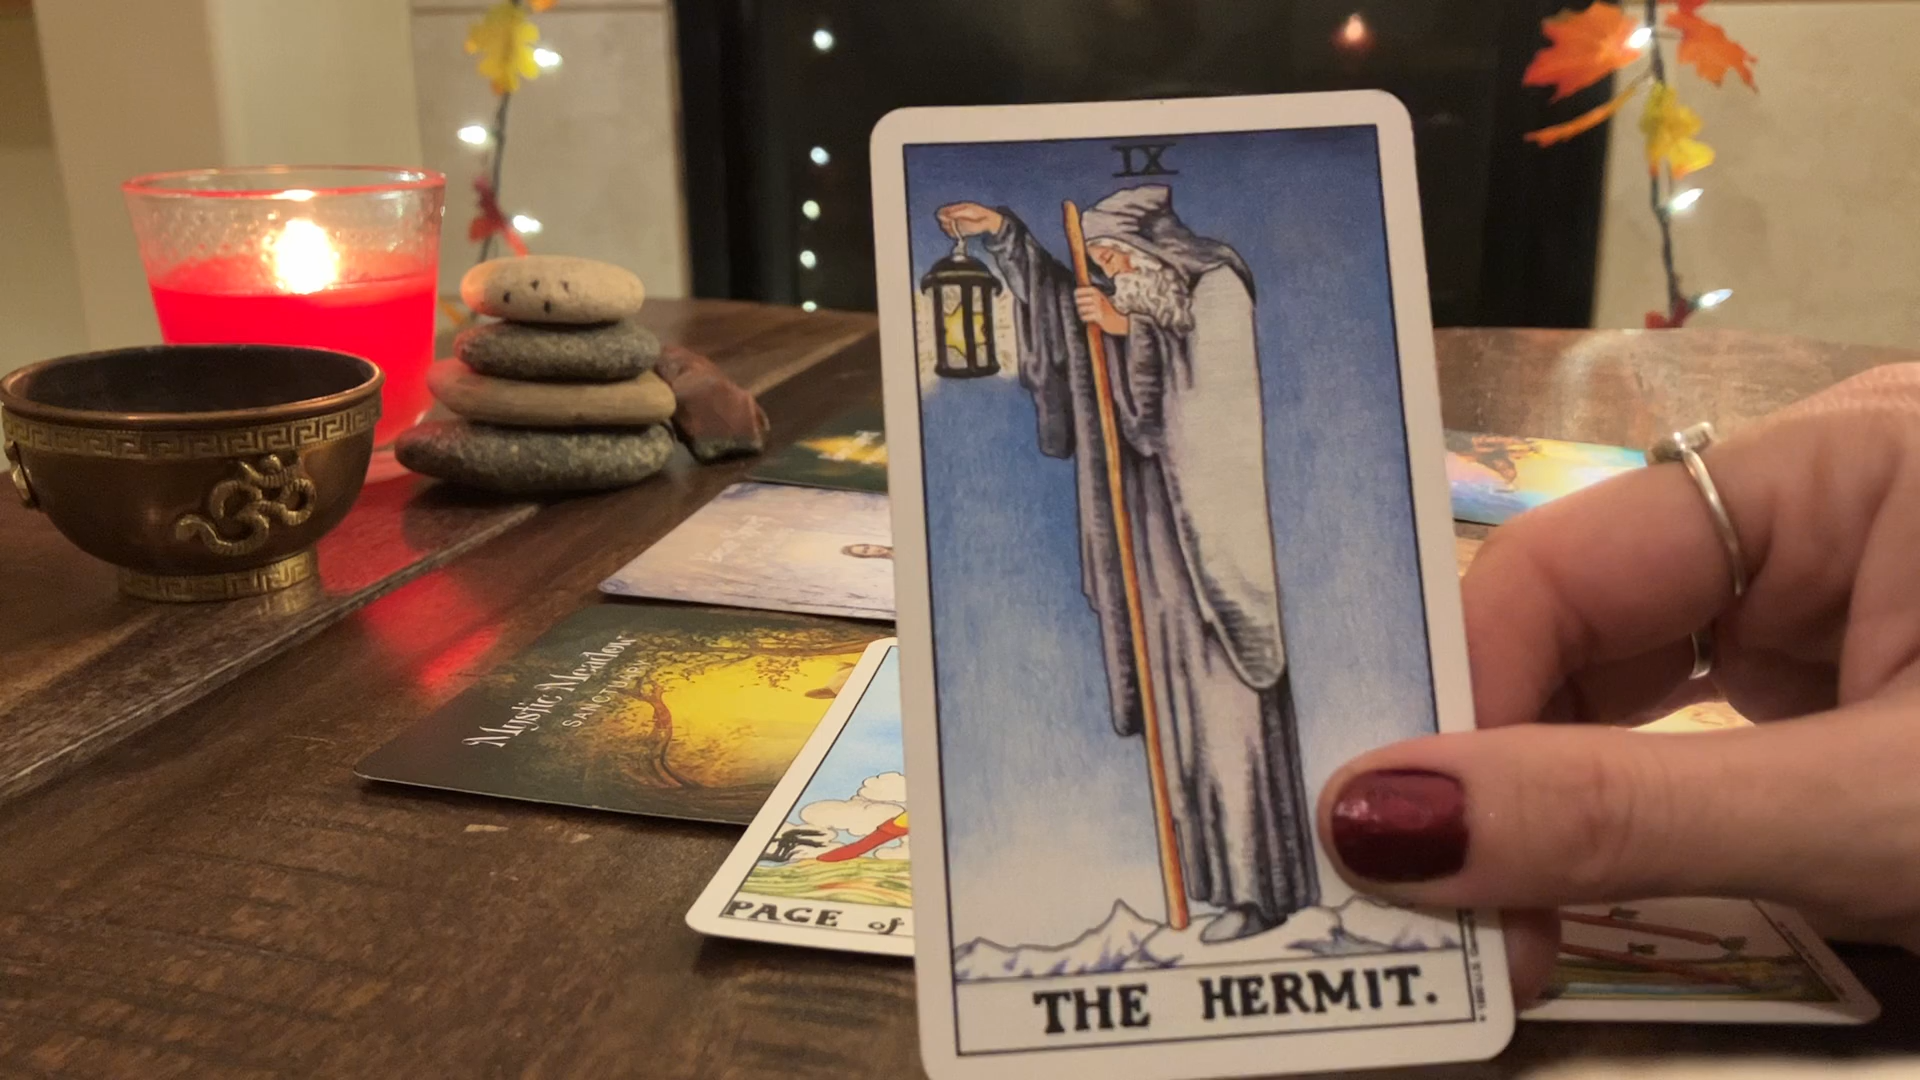 IX
Mystic Meadow
SANCTUARY
PAGE of
THE HERMIT.